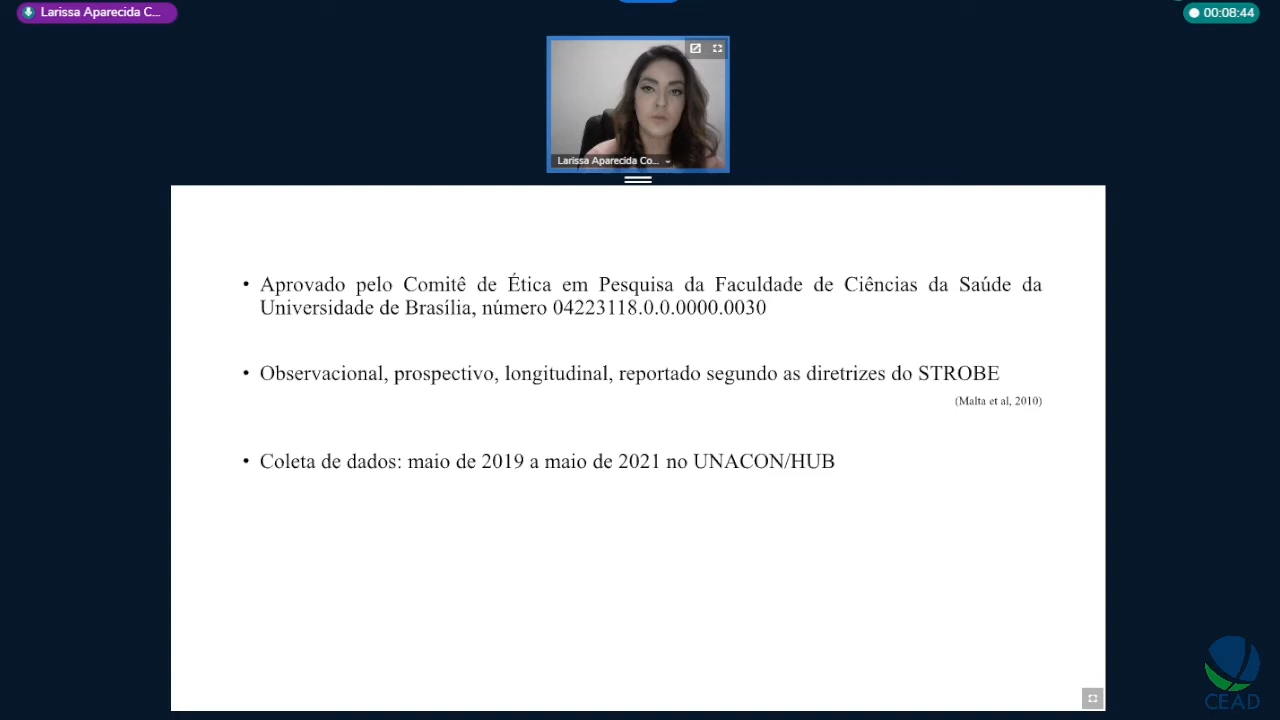 Larissa Aparecida C...
00:08:44
Larissa Aparecida Co...
• Aprovado pelo Comitê de Ética em Pesquisa da Faculdade de Ciências da Saúde da
Universidade de Brasília, número 04223118.0.0.0000.0030
• Observacional, prospectivo, longitudinal, reportado segundo as diretrizes do STROBE
(Malta et al, 2010)
• Coleta de dados: maio de 2019 a maio de 2021 no UNACON/HUB
CEAD